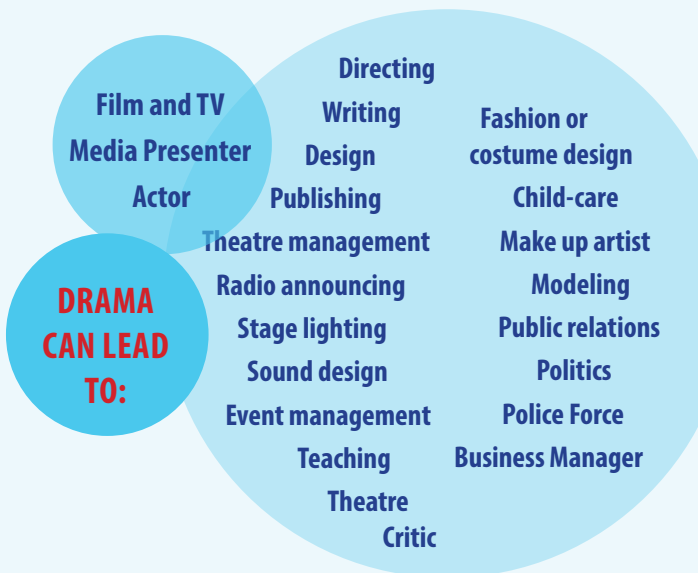 Film and TV
Media Presenter
Actor
DRAMA
CAN LEAD
TO:
Directing
Writing
Design
Publishing
Theatre management
Radio announcing
Stage lighting
Sound design
Event management
Teaching
Theatre
Critic
Fashion or
costume design
Child-care
Make up artist
Modeling
Public relations
Politics
Police Force
Business Manager